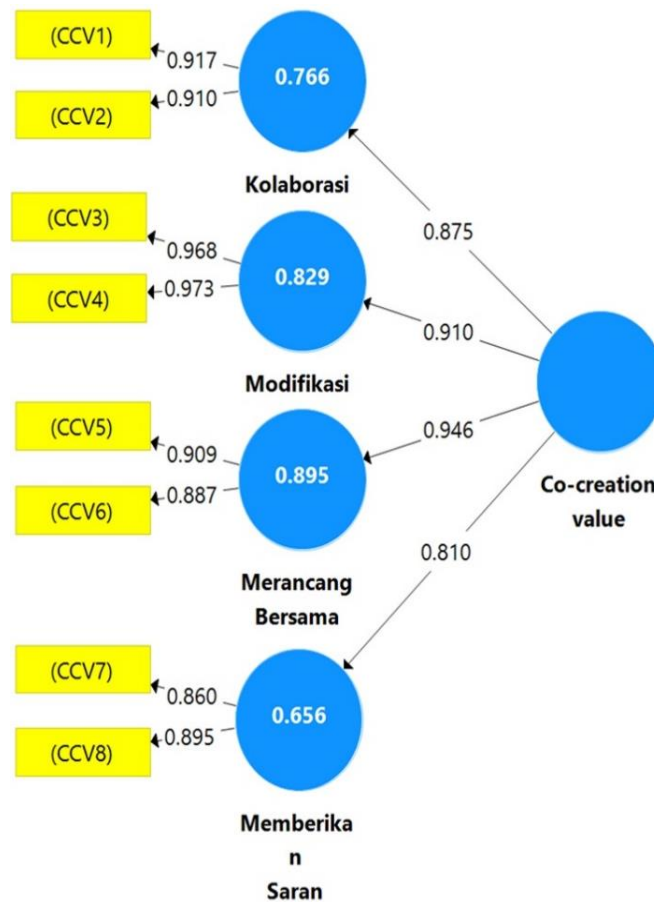 (CCV1)
0.917
0.766
0.910
(CCV2)
Kolaborasi
(CCV3)
0.875
0.968
0.829
0.973
(CCV4)
0.910
Modifikasi
(CCV5)
0.946
0.909
0.895
0.887
(CCV6)
Co-creation
value
Merancang
Bersama
0.810
(CCV7)
0.860
0.656
0.895
(CCV8)
Memberika
n
Saran